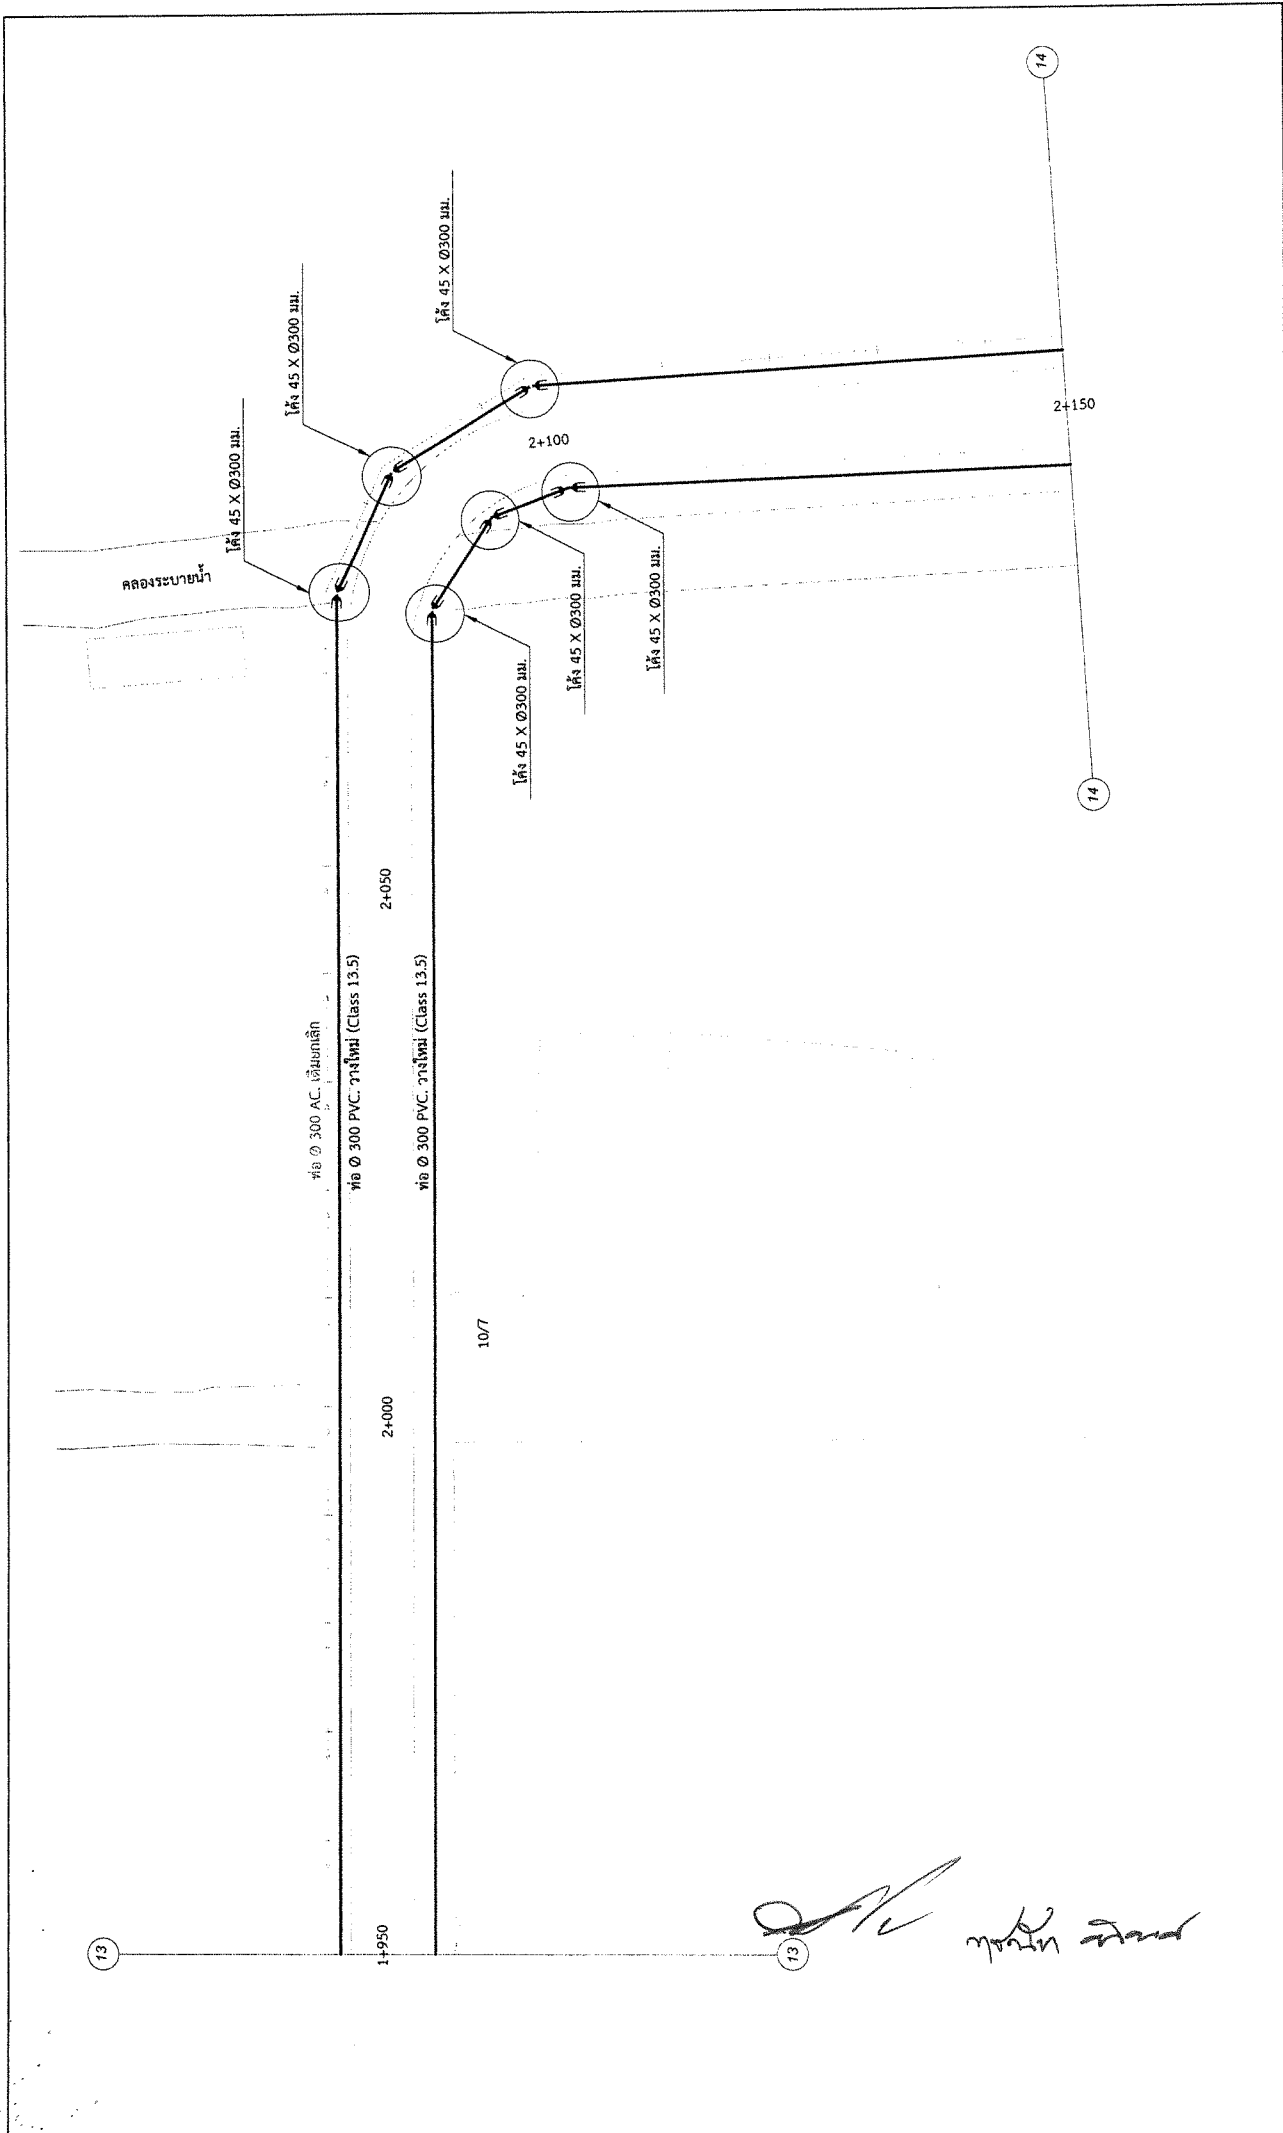 14
โค้ง 45 X Ø300 มม.
โค้ง 45 X Ø300 มม.
โค้ง 45 X Ø300 มม.
2+100
2+150
คลองระบายน้ำ
โค้ง 45 X Ø300 มม.
โค้ง 45 X Ø300 มม.
โค้ง 45 X Ø300 มม.
14
2+050
ท่อ Ø 300 AC. เดิมยกเลิก
ท่อ Ø 300 PVC. วางใหม่ (Class 13.5)
ท่อ Ø 300 PVC. วางใหม่ (Class 13.5)
10/7
2+000
1+950
13
13